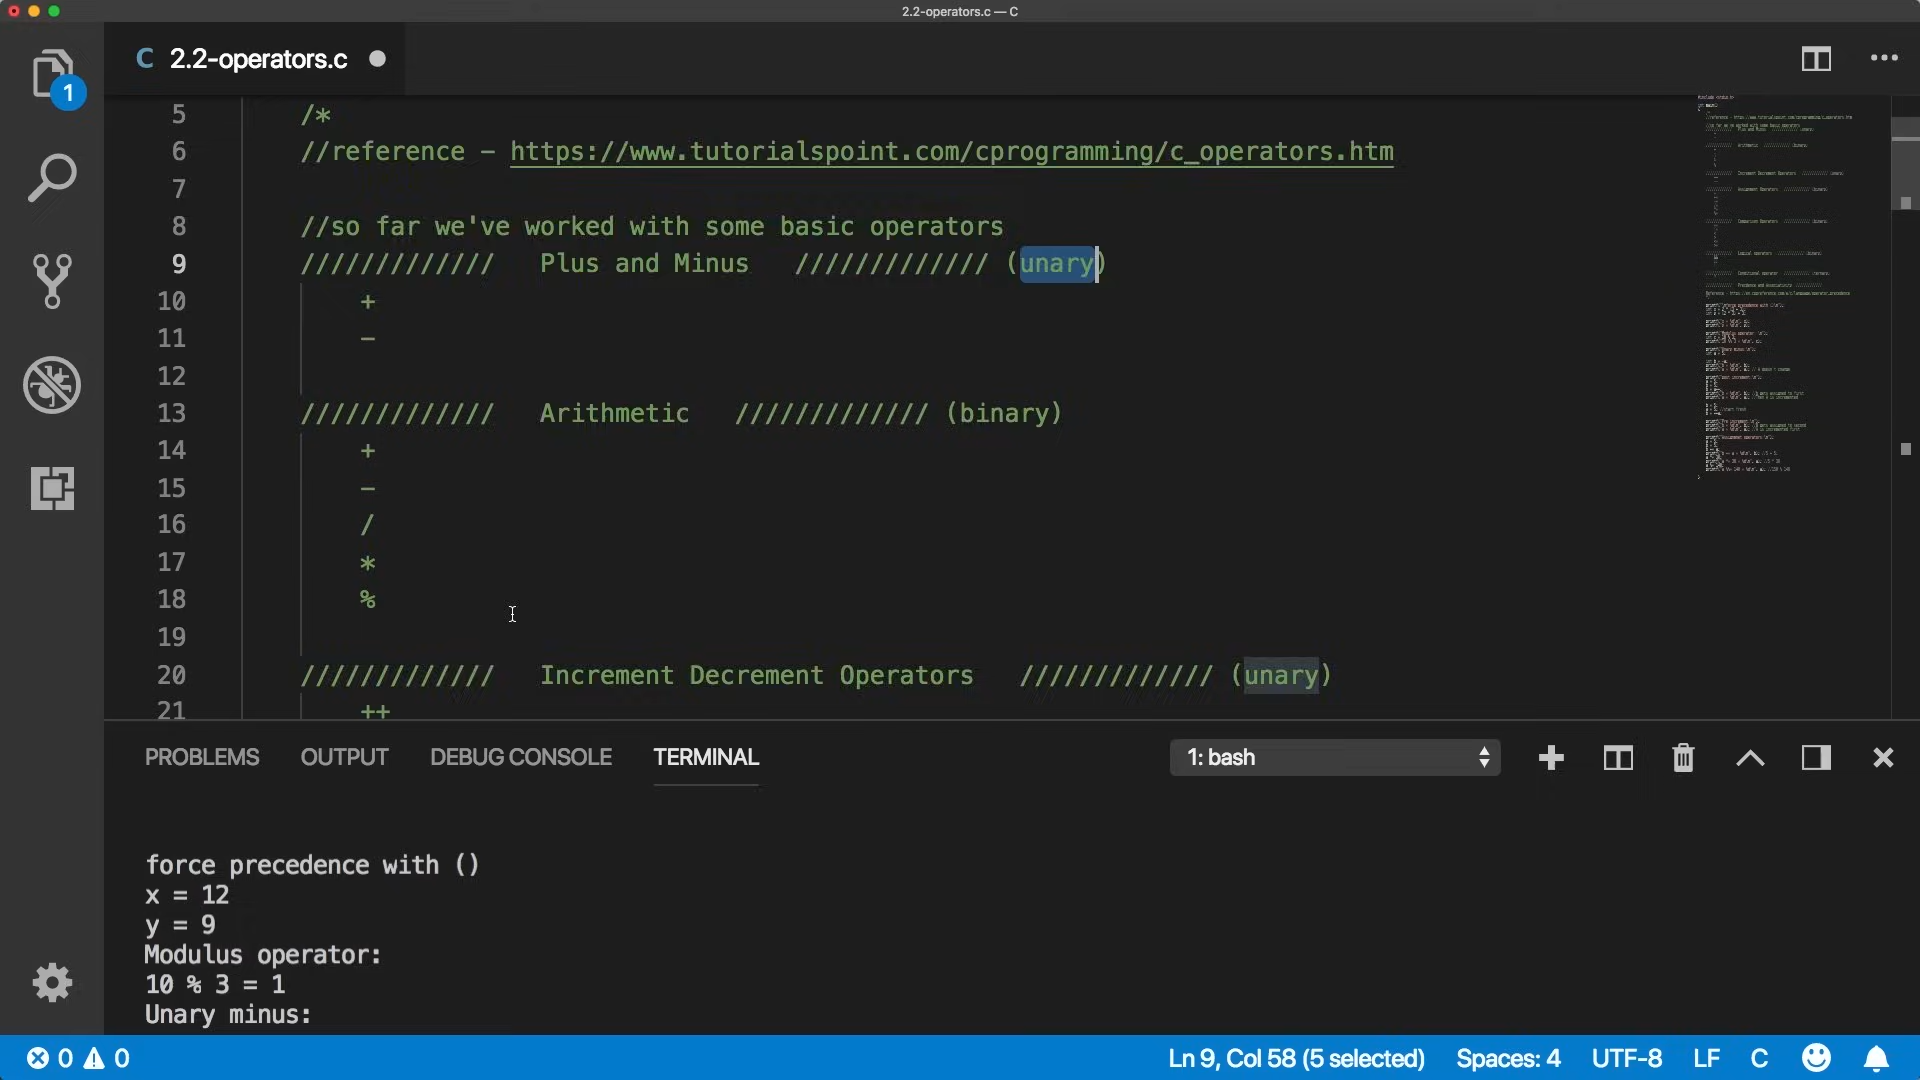 2.2-operators.c — C
C 2.2-operators.c
1
5 /*
6 //reference – https://www.tutorialspoint.com/cprogramming/c_operators.htm
7
8 //so far we've worked with some basic operators
9 ///////////// Plus and Minus ///////////// (unary)
10 +
11 –
12
13 ///////////// Arithmetic ///////////// (binary)
14 +
15 –
16 /
17 *
18 %
19
20 ///////////// Increment Decrement Operators ///////////// (unary)
21 ++
PROBLEMS OUTPUT DEBUG CONSOLE TERMINAL 1: bash
force precedence with ()
x = 12
y = 9
Modulus operator:
10 % 3 = 1
Unary minus:
0 0 Ln 9, Col 58 (5 selected) Spaces: 4 UTF-8 LF C